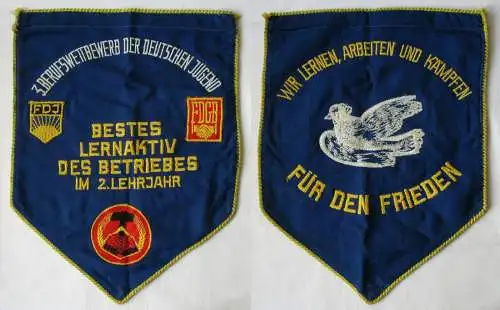 3. BERUFSWETTBEWERB DER DEUTSCHEN JUGEND
FDJ
FDGB
BESTES
LERNAKTIV
DES BETRIEBES
IM 2. LEHRJAHR
WIR LERNEN, ARBEITEN UND KÄMPFEN
FÜR DEN FRIEDEN